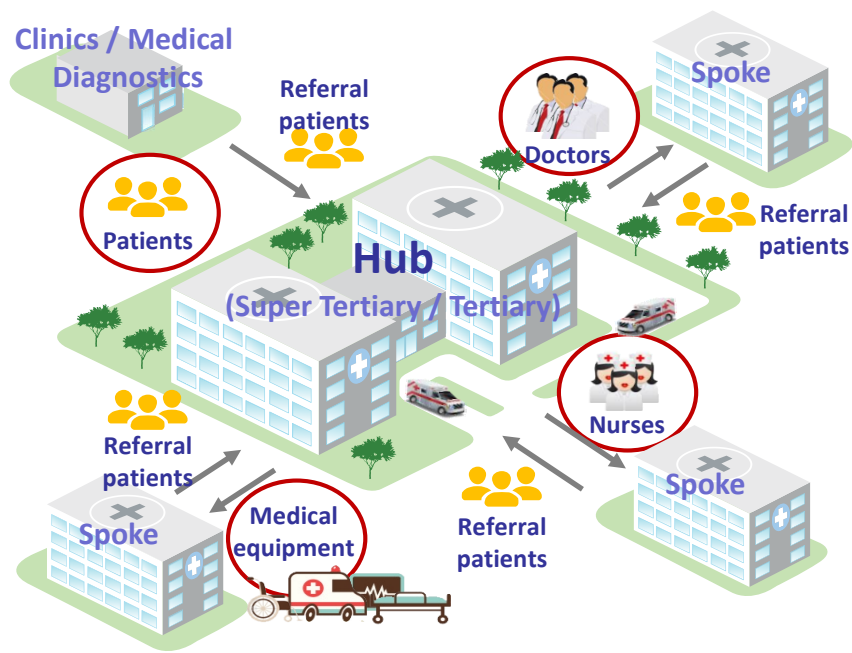 Clinics / Medical
Diagnostics
Referral
patients
Doctors
Spoke
Patients
Referral
patients
Hub
(Super Tertiary / Tertiary)
Nurses
Referral
patients
Spoke
Medical
equipment
Referral
patients
Spoke